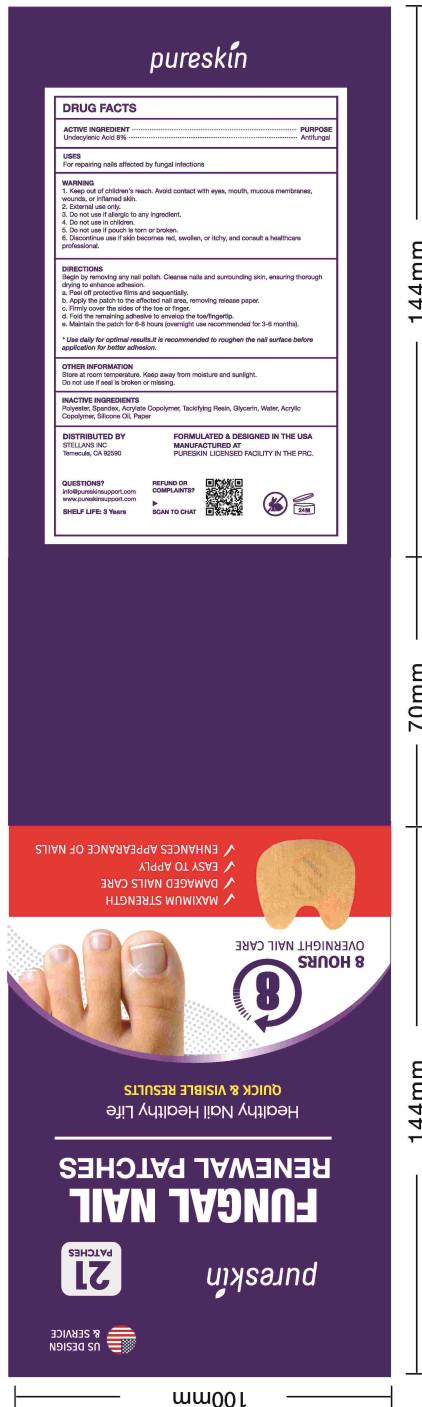 pureskin
DRUG FACTS
ACTIVE INGREDIENT PURPOSE
Undecylenic Acid 8% Antifungal
USES
For repairing nails affected by fungal infections
WARNING
1. Keep out of children's reach. Avoid contact with eyes, mouth, mucous membranes,
wounds, or inflamed skin.
2. External use only.
3. Do not use if allergic to any ingredient.
4. Do not use in children.
5. Do not use if pouch is torn or broken.
6. Discontinue use if skin becomes red, swollen, or itchy, and consult a healthcare
professional.
DIRECTIONS
Begin by removing any nail polish. Cleanse nails and surrounding skin, ensuring thorough
drying to enhance adhesion.
a. Peel off protective films and sequentially.
b. Apply the patch to the affected nail area, removing release paper.
c. Firmly cover the sides of the toe or finger.
d. Fold the remaining adhesive to envelop the toe/fingertip.
e. Maintain the patch for 6-8 hours (overnight use recommended for 3-6 months).
* Use daily for optimal results.It is recommended to roughen the nail surface before
application for better adhesion.
OTHER INFORMATION
Store at room temperature. Keep away from moisture and sunlight.
Do not use if seal is broken or missing.
INACTIVE INGREDIENTS
Polyester, Spandex, Acrylate Copolymer, Tackifying Resin, Glycerin, Water, Acrylic
Copolymer, Silicone Oil, Paper
DISTRIBUTED BY
STELLANS INC
Temecula, CA 92590
FORMULATED & DESIGNED IN THE USA
MANUFACTURED AT
PURESKIN LICENSED FACILITY IN THE PRC.
QUESTIONS?
info@pureskinsupport.com
www.pureskinsupport.com
SHELF LIFE: 3 Years
REFUND OR
COMPLAINTS?
SCAN TO CHAT
24M
144mm
70mm
144mm
100mm
US DESIGN
& SERVICE
pureskin
21
PATCHES
FUNGAL NAIL
RENEWAL PATCHES
Healthy Nail Healthy Life
QUICK & VISIBLE RESULTS
8
8 HOURS
OVERNIGHT NAIL CARE
MAXIMUM STRENGTH
DAMAGED NAILS CARE
EASY TO APPLY
ENHANCES APPEARANCE OF NAILS